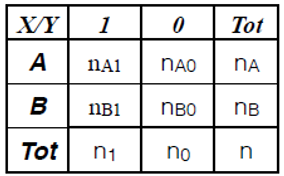 X/Y 1 0 Tot
A nA1 nA0 nA
B nB1 nB0 nB
Tot n1 n0 n